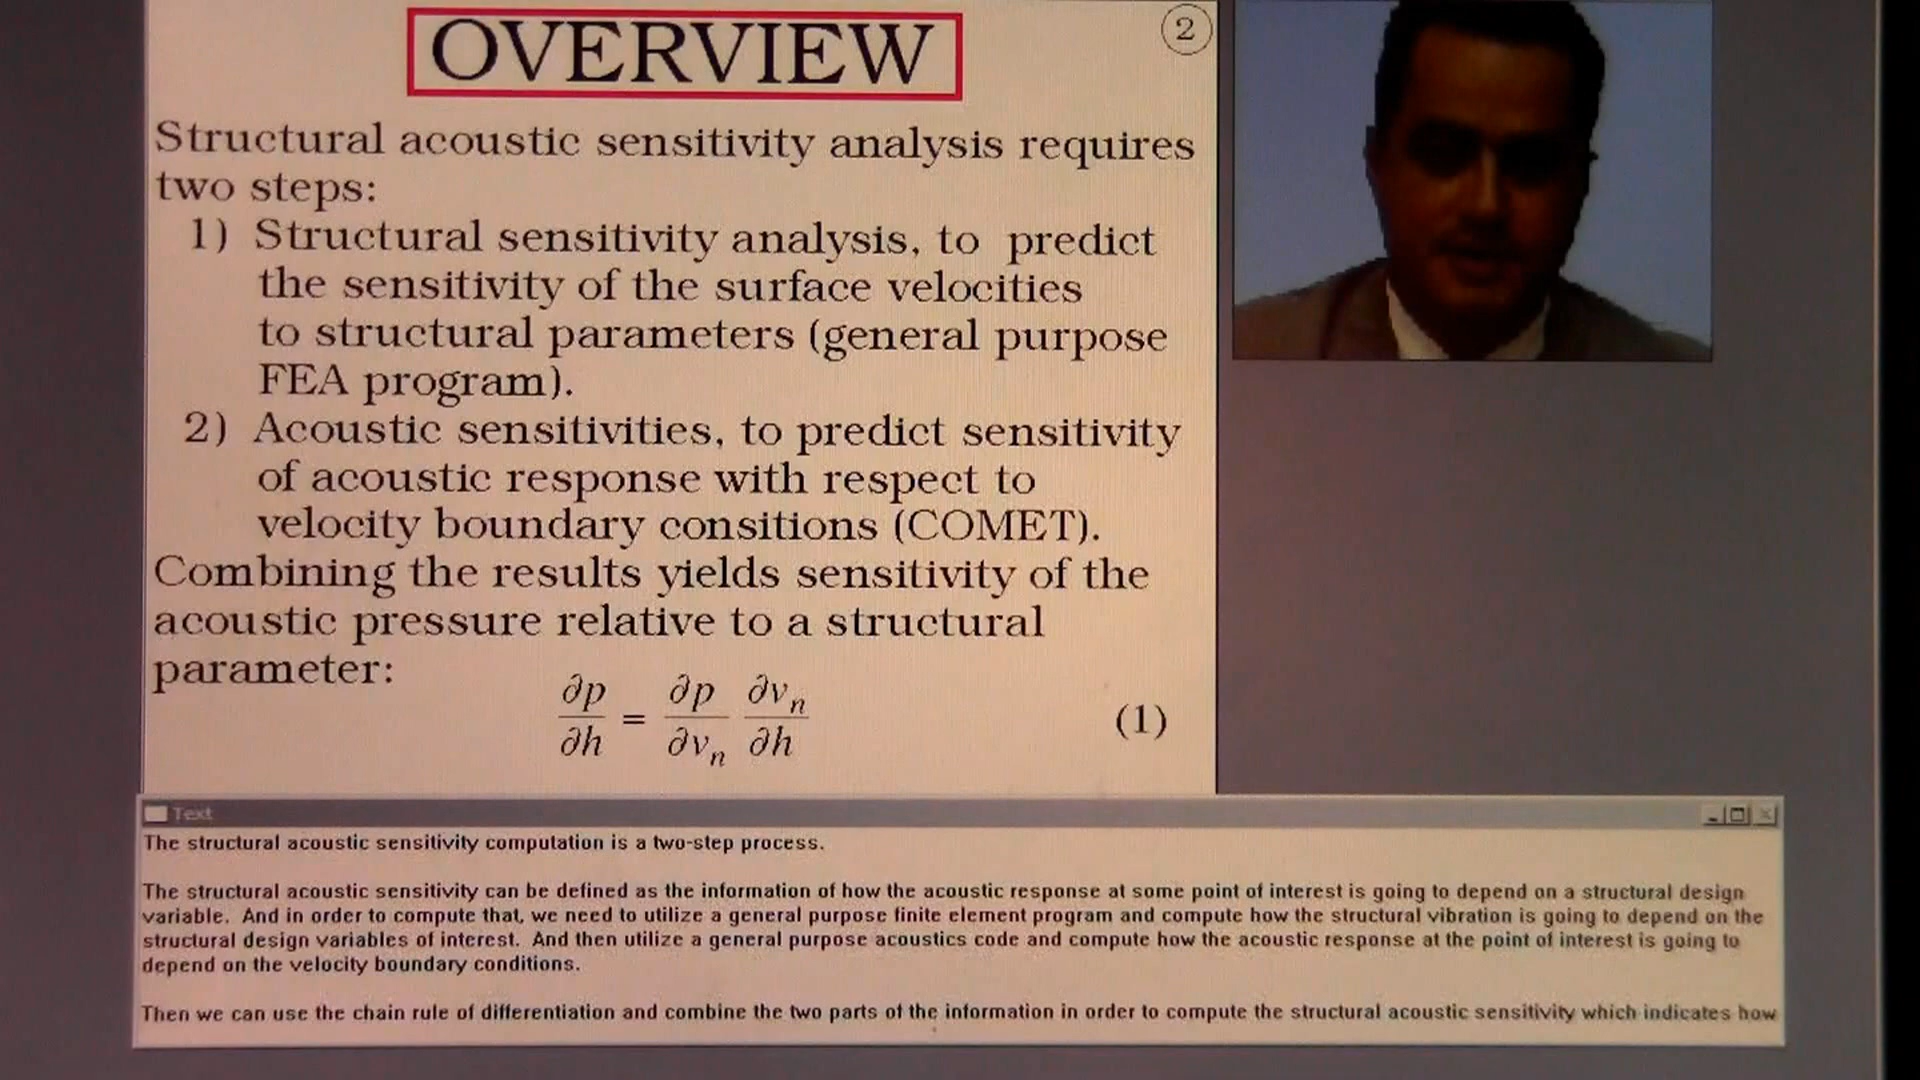 OVERVIEW
2
Structural acoustic sensitivity analysis requires
two steps:
1) Structural sensitivity analysis, to predict
the sensitivity of the surface velocities
to structural parameters (general purpose
FEA program).
2) Acoustic sensitivities, to predict sensitivity
of acoustic response with respect to
velocity boundary consitions (COMET).
Combining the results yields sensitivity of the
acoustic pressure relative to a structural
parameter:
∂p/∂h = ∂p/∂vₙ ∂vₙ/∂h (1)
Text
The structural acoustic sensitivity computation is a two-step process.
The structural acoustic sensitivity can be defined as the information of how the acoustic response at some point of interest is going to depend on a structural design
variable. And in order to compute that, we need to utilize a general purpose finite element program and compute how the structural vibration is going to depend on the
structural design variables of interest. And then utilize a general purpose acoustics code and compute how the acoustic response at the point of interest is going to
depend on the velocity boundary conditions.
Then we can use the chain rule of differentiation and combine the two parts of the information in order to compute the structural acoustic sensitivity which indicates how